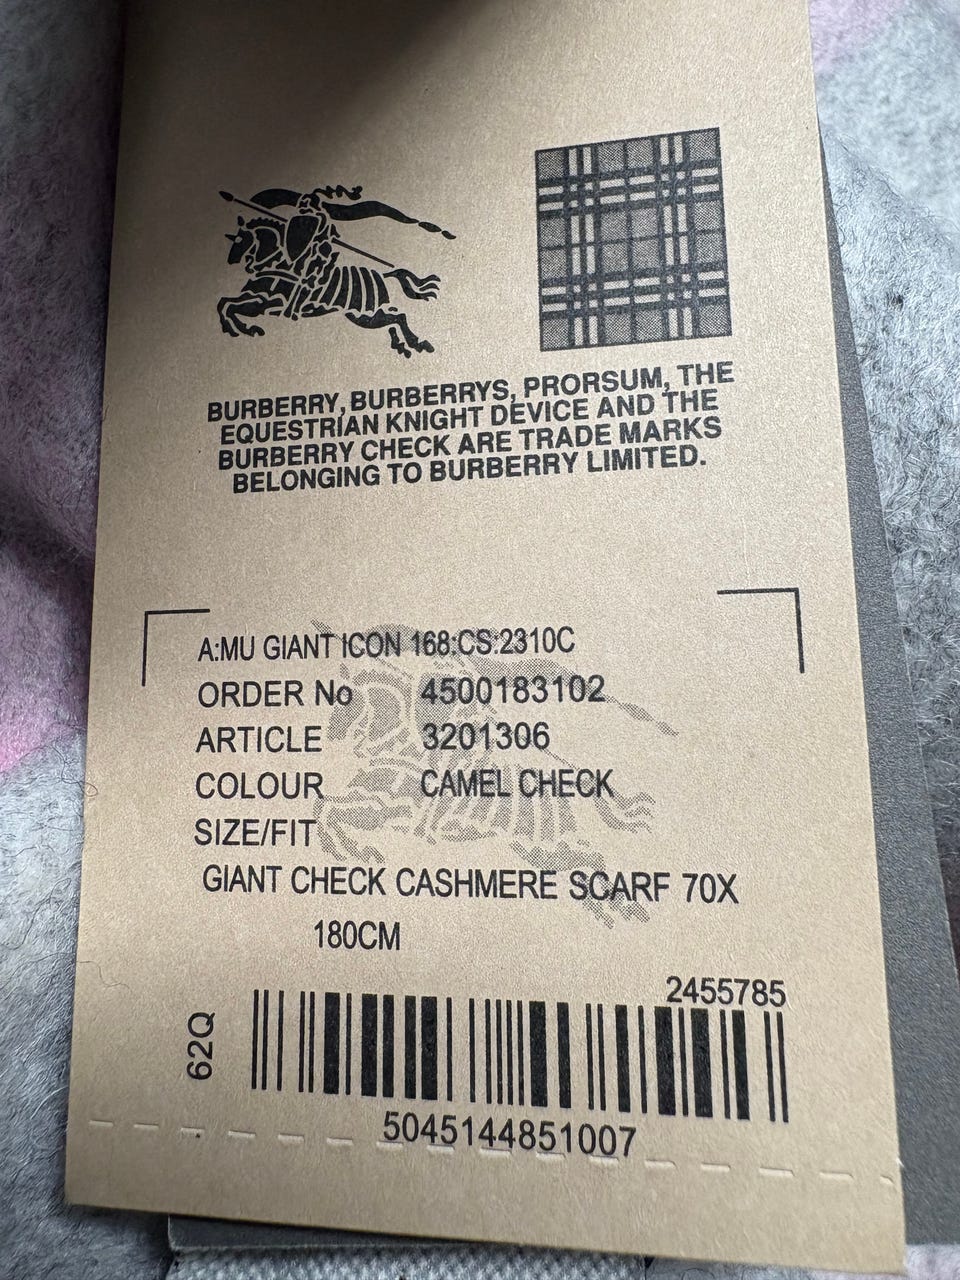 BURBERRY, BURBERRYS, PRORSUM, THE
EQUESTRIAN KNIGHT DEVICE AND THE
BURBERRY CHECK ARE TRADE MARKS
BELONGING TO BURBERRY LIMITED.
A:MU GIANT ICON 168:CS:2310C
ORDER No 4500183102
ARTICLE 3201306
COLOUR CAMEL CHECK
SIZE/FIT
GIANT CHECK CASHMERE SCARF 70X
180CM
2455785
62Q
5045144851007